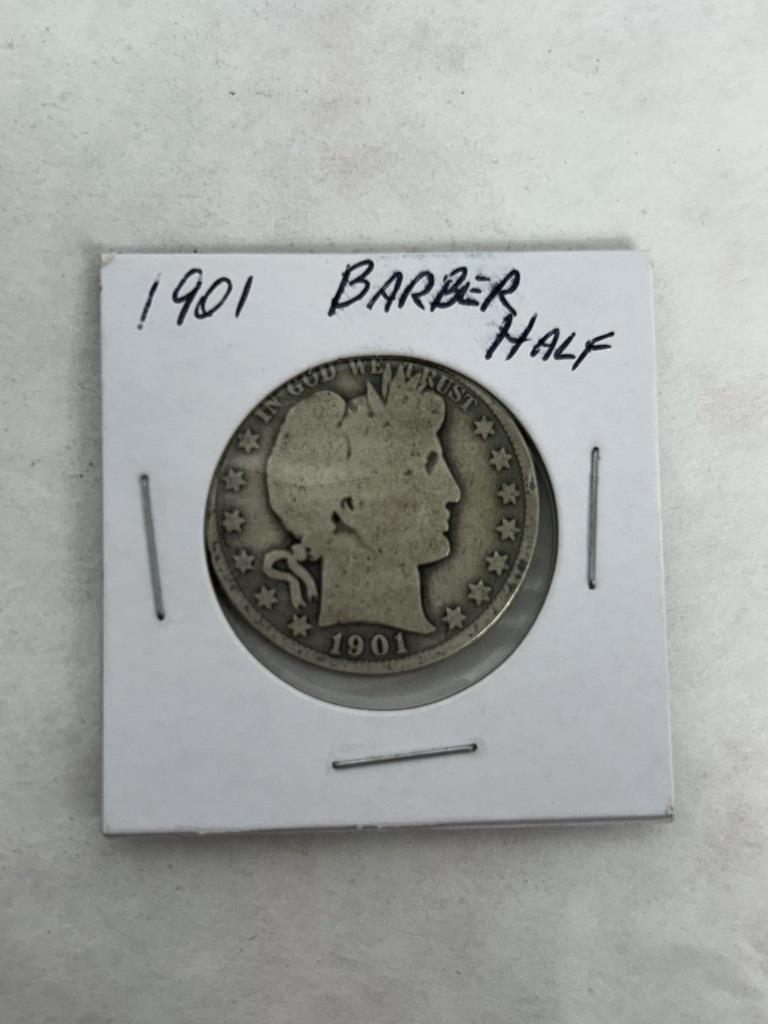 1901 BARBER
HALF
IN GOD WE TRUST
1901